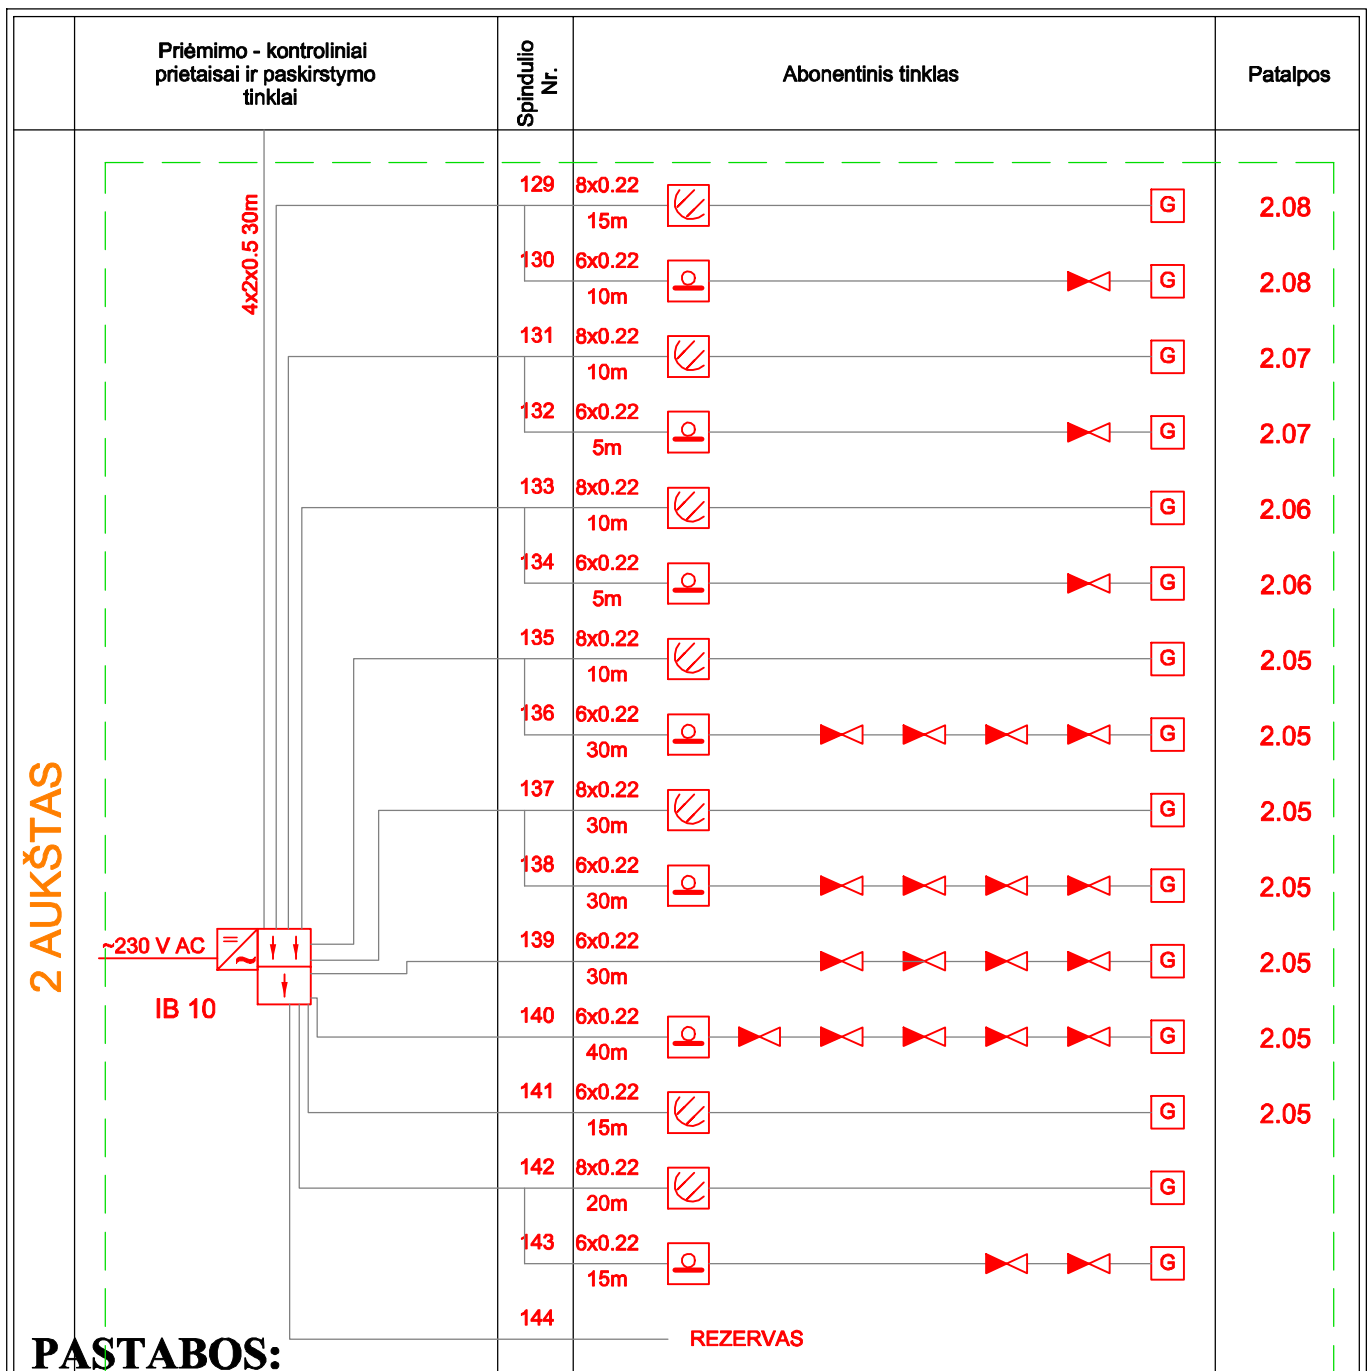 Priėmimo - kontroliniai
prietaisai ir paskirstymo
tinklai
Spindulio
Nr.
Abonentinis tinklas
Patalpos
2 AUKŠTAS
4x2x0.5 30m
~230 V AC
IB 10
129 8x0.22
15m
G
2.08
130 6x0.22
10m
G
2.08
131 8x0.22
10m
G
2.07
132 6x0.22
5m
G
2.07
133 8x0.22
10m
G
2.06
134 6x0.22
5m
G
2.06
135 8x0.22
10m
G
2.05
136 6x0.22
30m
G
2.05
137 8x0.22
30m
G
2.05
138 6x0.22
30m
G
2.05
139 6x0.22
30m
G
2.05
140 6x0.22
40m
G
2.05
141 6x0.22
15m
G
2.05
142 8x0.22
20m
G
143 6x0.22
15m
G
144
REZERVAS
PASTABOS: